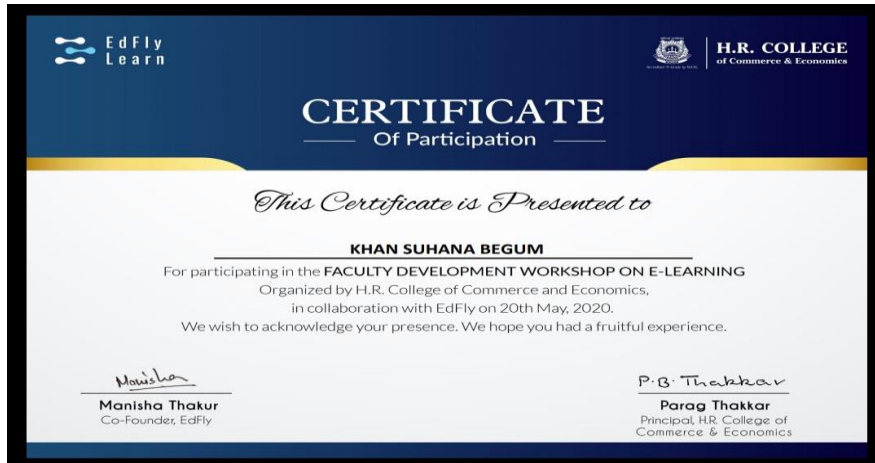 EdFly
Learn
H.R. COLLEGE
of Commerce & Economics
CERTIFICATE
Of Participation
This Certificate is Presented to
KHAN SUHANA BEGUM
For participating in the FACULTY DEVELOPMENT WORKSHOP ON E-LEARNING
Organized by H.R. College of Commerce and Economics,
in collaboration with EdFly on 20th May, 2020.
We wish to acknowledge your presence. We hope you had a fruitful experience.
Manisha
Manisha Thakur
Co-Founder, EdFly
P.B. Thakkar
Parag Thakkar
Principal, H.R. College of
Commerce & Economics